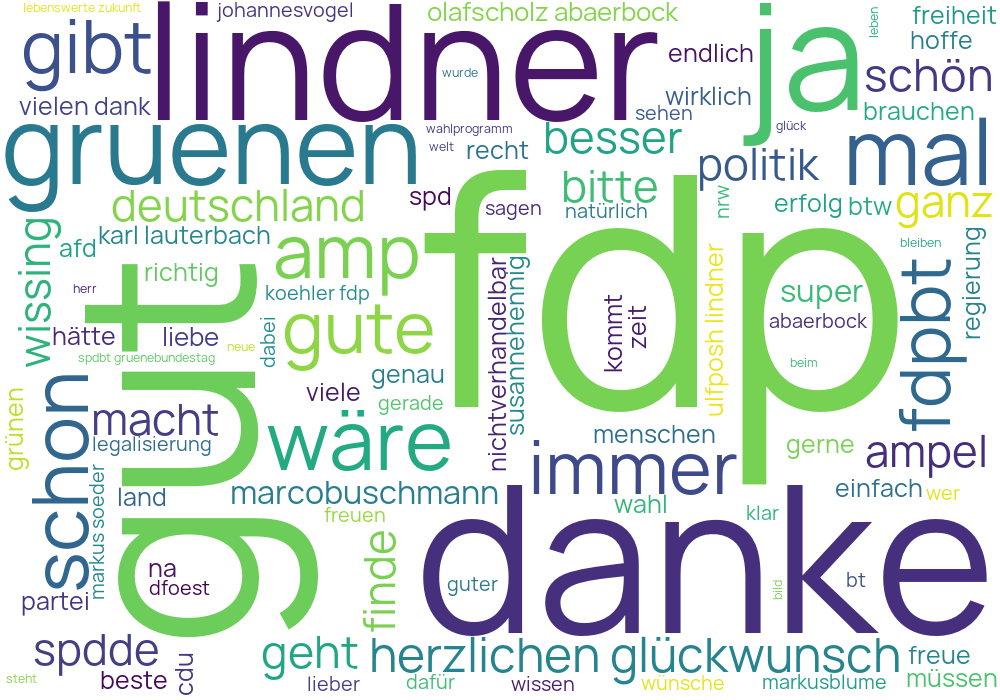 lebenswerte zukunft
johannesvogel
olafscholz abaerbock
leben
freiheit
gibt
lindner
wurde
endlich
ja
hoffe
schön
vielen dank
sehen
wirklich
brauchen
gruenen
wahlprogramm
welt
recht
besser
glück
politik
mal
deutschland
spd
sagen
bitte
natürlich
nrw
erfolg
btw
ganz
wissing
afd
karl lauterbach
amp
fdp
bleiben
regierung
richtig
herr
gut
koehler fdp
nichtverhandelbar
susannehennig
kommt
zeit
ulfposh lindner
super
abaerbock
fdpbt
hätte
liebe
neue
dabei
gute
spdbt gruenebundestag
beim
genau
viele
gerade
grünen
schon
macht
legalisierung
wäre
menschen
gerne
ampel
immer
markus soeder
land
marcobuschmann
wahl
einfach
wer
freuen
klar
danke
finde
na
dfoest
guter
bild
bt
partei
spdde
geht
herzlichen glückwunsch
freue
steht
beste
cdu
lieber
dafür
wissen
wünsche
markusblume
müssen